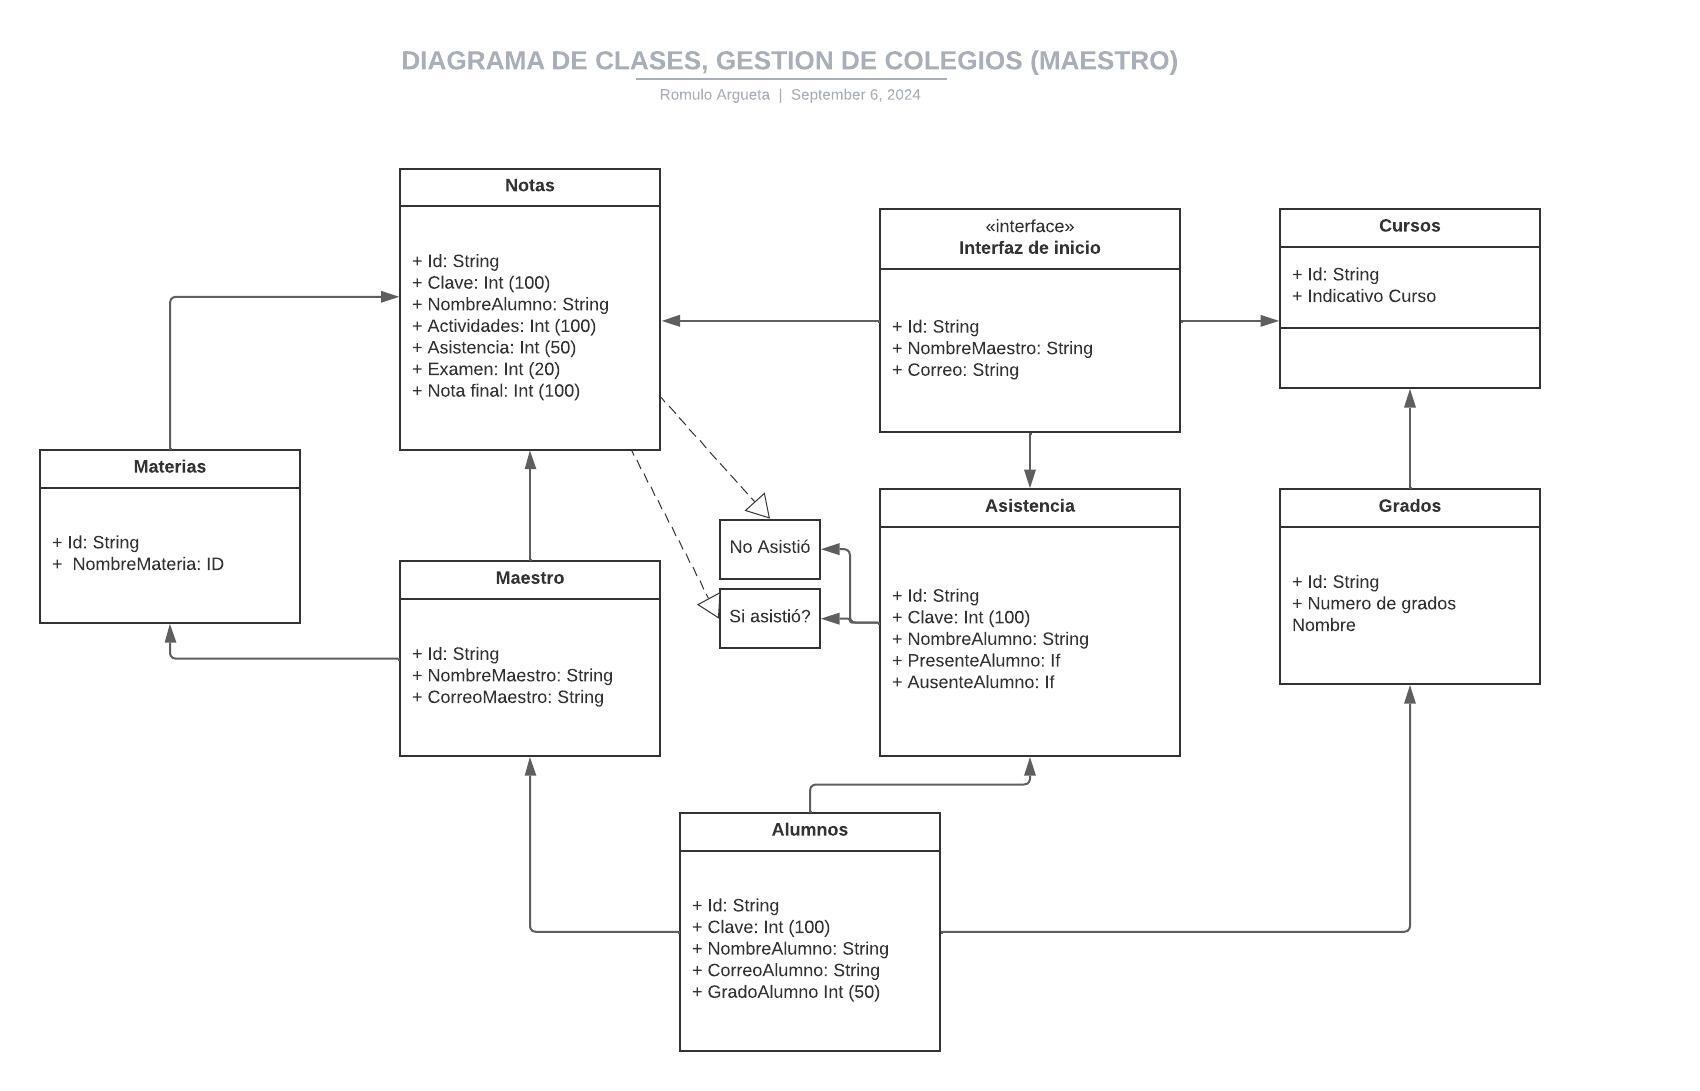 DIAGRAMA DE CLASES, GESTION DE COLEGIOS (MAESTRO)
Romulo Argueta | September 6, 2024
Notas
+ Id: String
+ Clave: Int (100)
+ NombreAlumno: String
+ Actividades: Int (100)
+ Asistencia: Int (50)
+ Examen: Int (20)
+ Nota final: Int (100)
«interface»
Interfaz de inicio
+ Id: String
+ NombreMaestro: String
+ Correo: String
Cursos
+ Id: String
+ Indicativo Curso
Materias
+ Id: String
+ NombreMateria: ID
Maestro
+ Id: String
+ NombreMaestro: String
+ CorreoMaestro: String
No Asistió
Si asistió?
Asistencia
+ Id: String
+ Clave: Int (100)
+ NombreAlumno: String
+ PresenteAlumno: If
+ AusenteAlumno: If
Grados
+ Id: String
+ Numero de grados
Nombre
Alumnos
+ Id: String
+ Clave: Int (100)
+ NombreAlumno: String
+ CorreoAlumno: String
+ GradoAlumno Int (50)